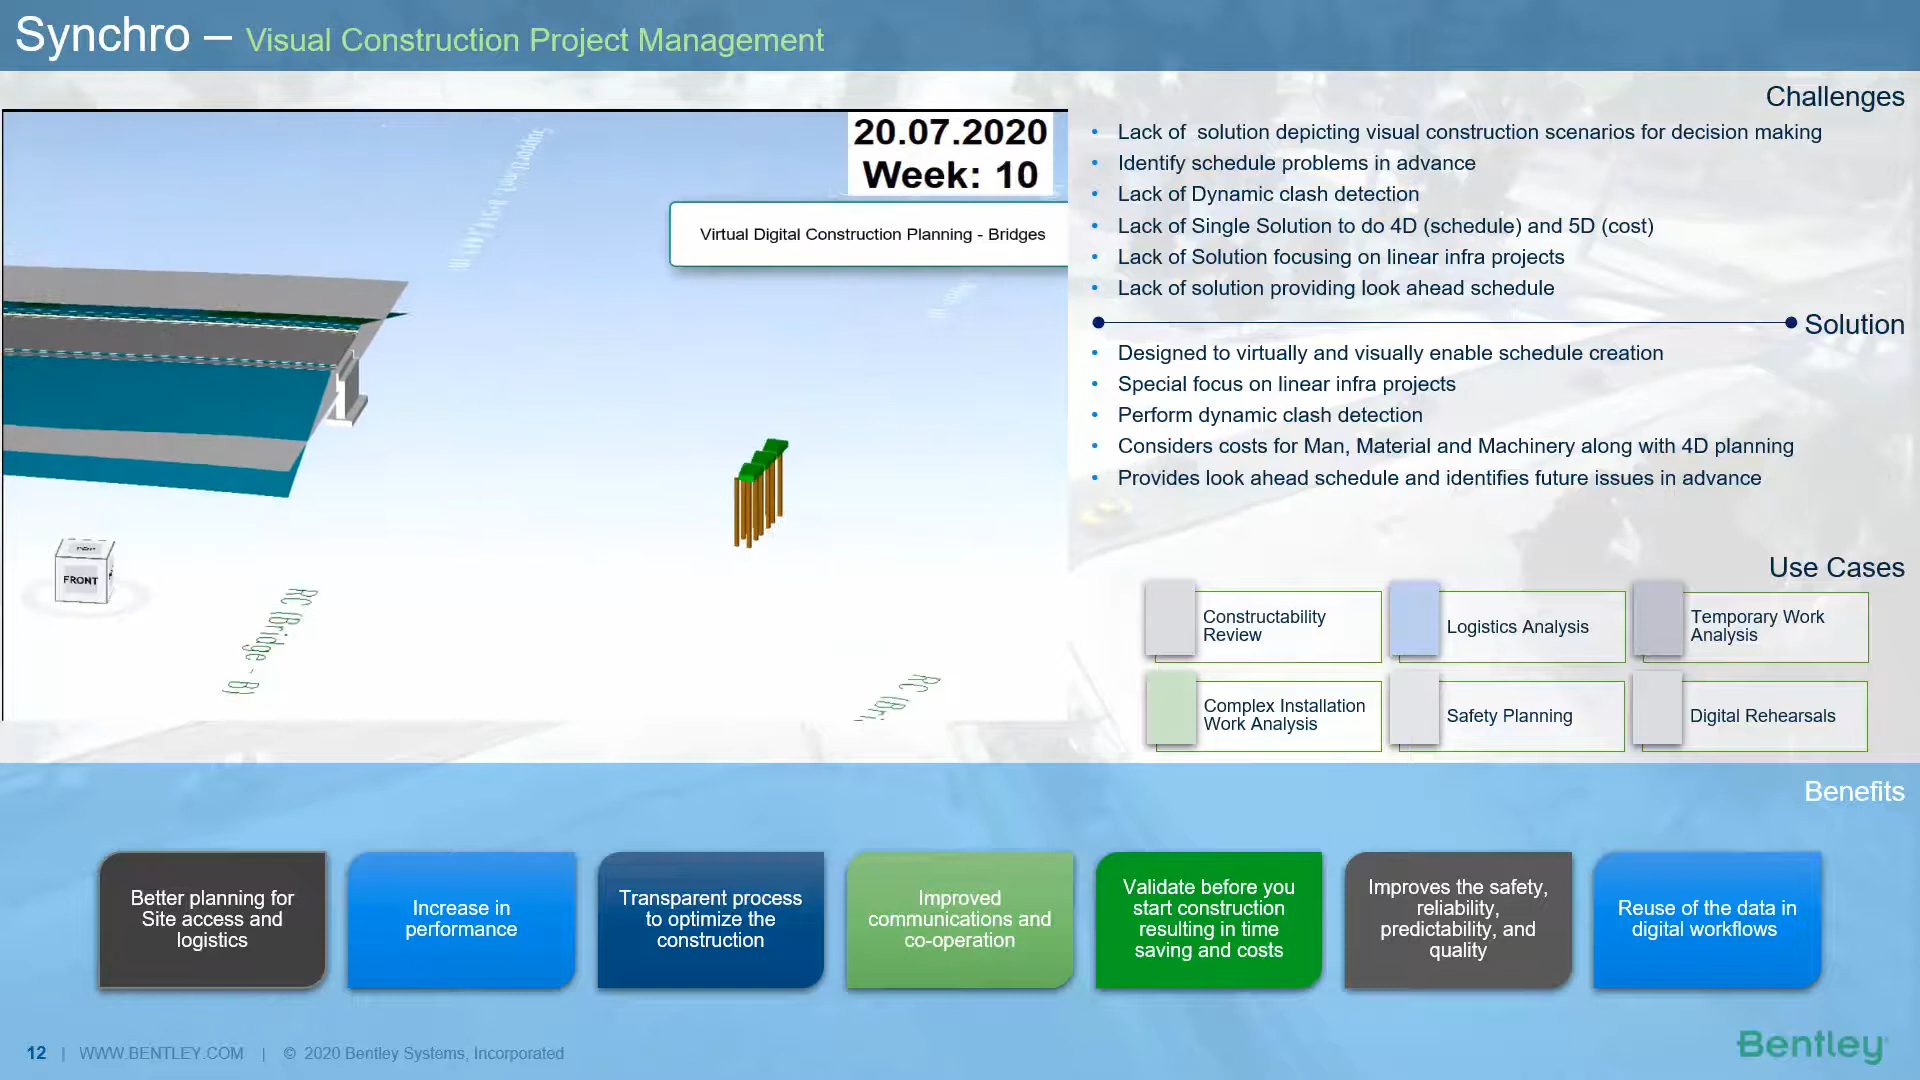 Synchro – Visual Construction Project Management
20.07.2020
Week: 10
Virtual Digital Construction Planning - Bridges
FRONT
RC (Bridge - B)
RC (Bri
Challenges
• Lack of  solution depicting visual construction scenarios for decision making
• Identify schedule problems in advance
• Lack of Dynamic clash detection
• Lack of Single Solution to do 4D (schedule) and 5D (cost)
• Lack of Solution focusing on linear infra projects
• Lack of solution providing look ahead schedule
Solution
• Designed to virtually and visually enable schedule creation
• Special focus on linear infra projects
• Perform dynamic clash detection
• Considers costs for Man, Material and Machinery along with 4D planning
• Provides look ahead schedule and identifies future issues in advance
Use Cases
Constructability
Review
Logistics Analysis
Temporary Work
Analysis
Complex Installation
Work Analysis
Safety Planning
Digital Rehearsals
Benefits
Better planning for
Site access and
logistics
Increase in
performance
Transparent process
to optimize the
construction
Improved
communications and
co-operation
Validate before you
start construction
resulting in time
saving and costs
Improves the safety,
reliability,
predictability, and
quality
Reuse of the data in
digital workflows
12 | WWW.BENTLEY.COM | © 2020 Bentley Systems, Incorporated
Bentley